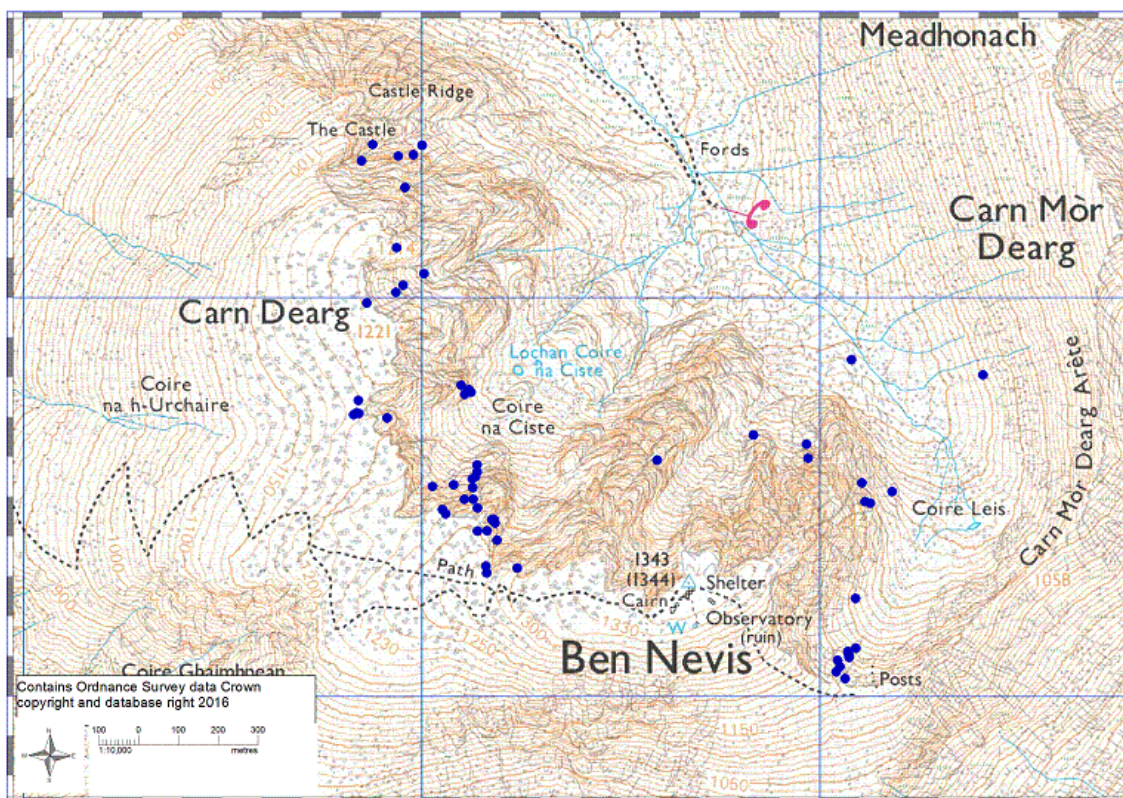 Meadhonach
Castle Ridge
The Castle
Fords
Carn Mòr
Dearg
Carn Dearg
1221
Lochan Coire
na Ciste
Coire
na h-Urchaire
Coire
na Ciste
Carn Mòr Dearg Arête
Coire Leis
Path
1343
(1344)
Shelter
Cairn
Observatory
(ruin)
W
1058
Ben Nevis
Posts
Coire Ghaimhnean
1000
1100
900
1230
1300
1330
1150
1050
Contains Ordnance Survey data Crown
copyright and database right 2016
100 0 100 200 300
1:10,000
metres